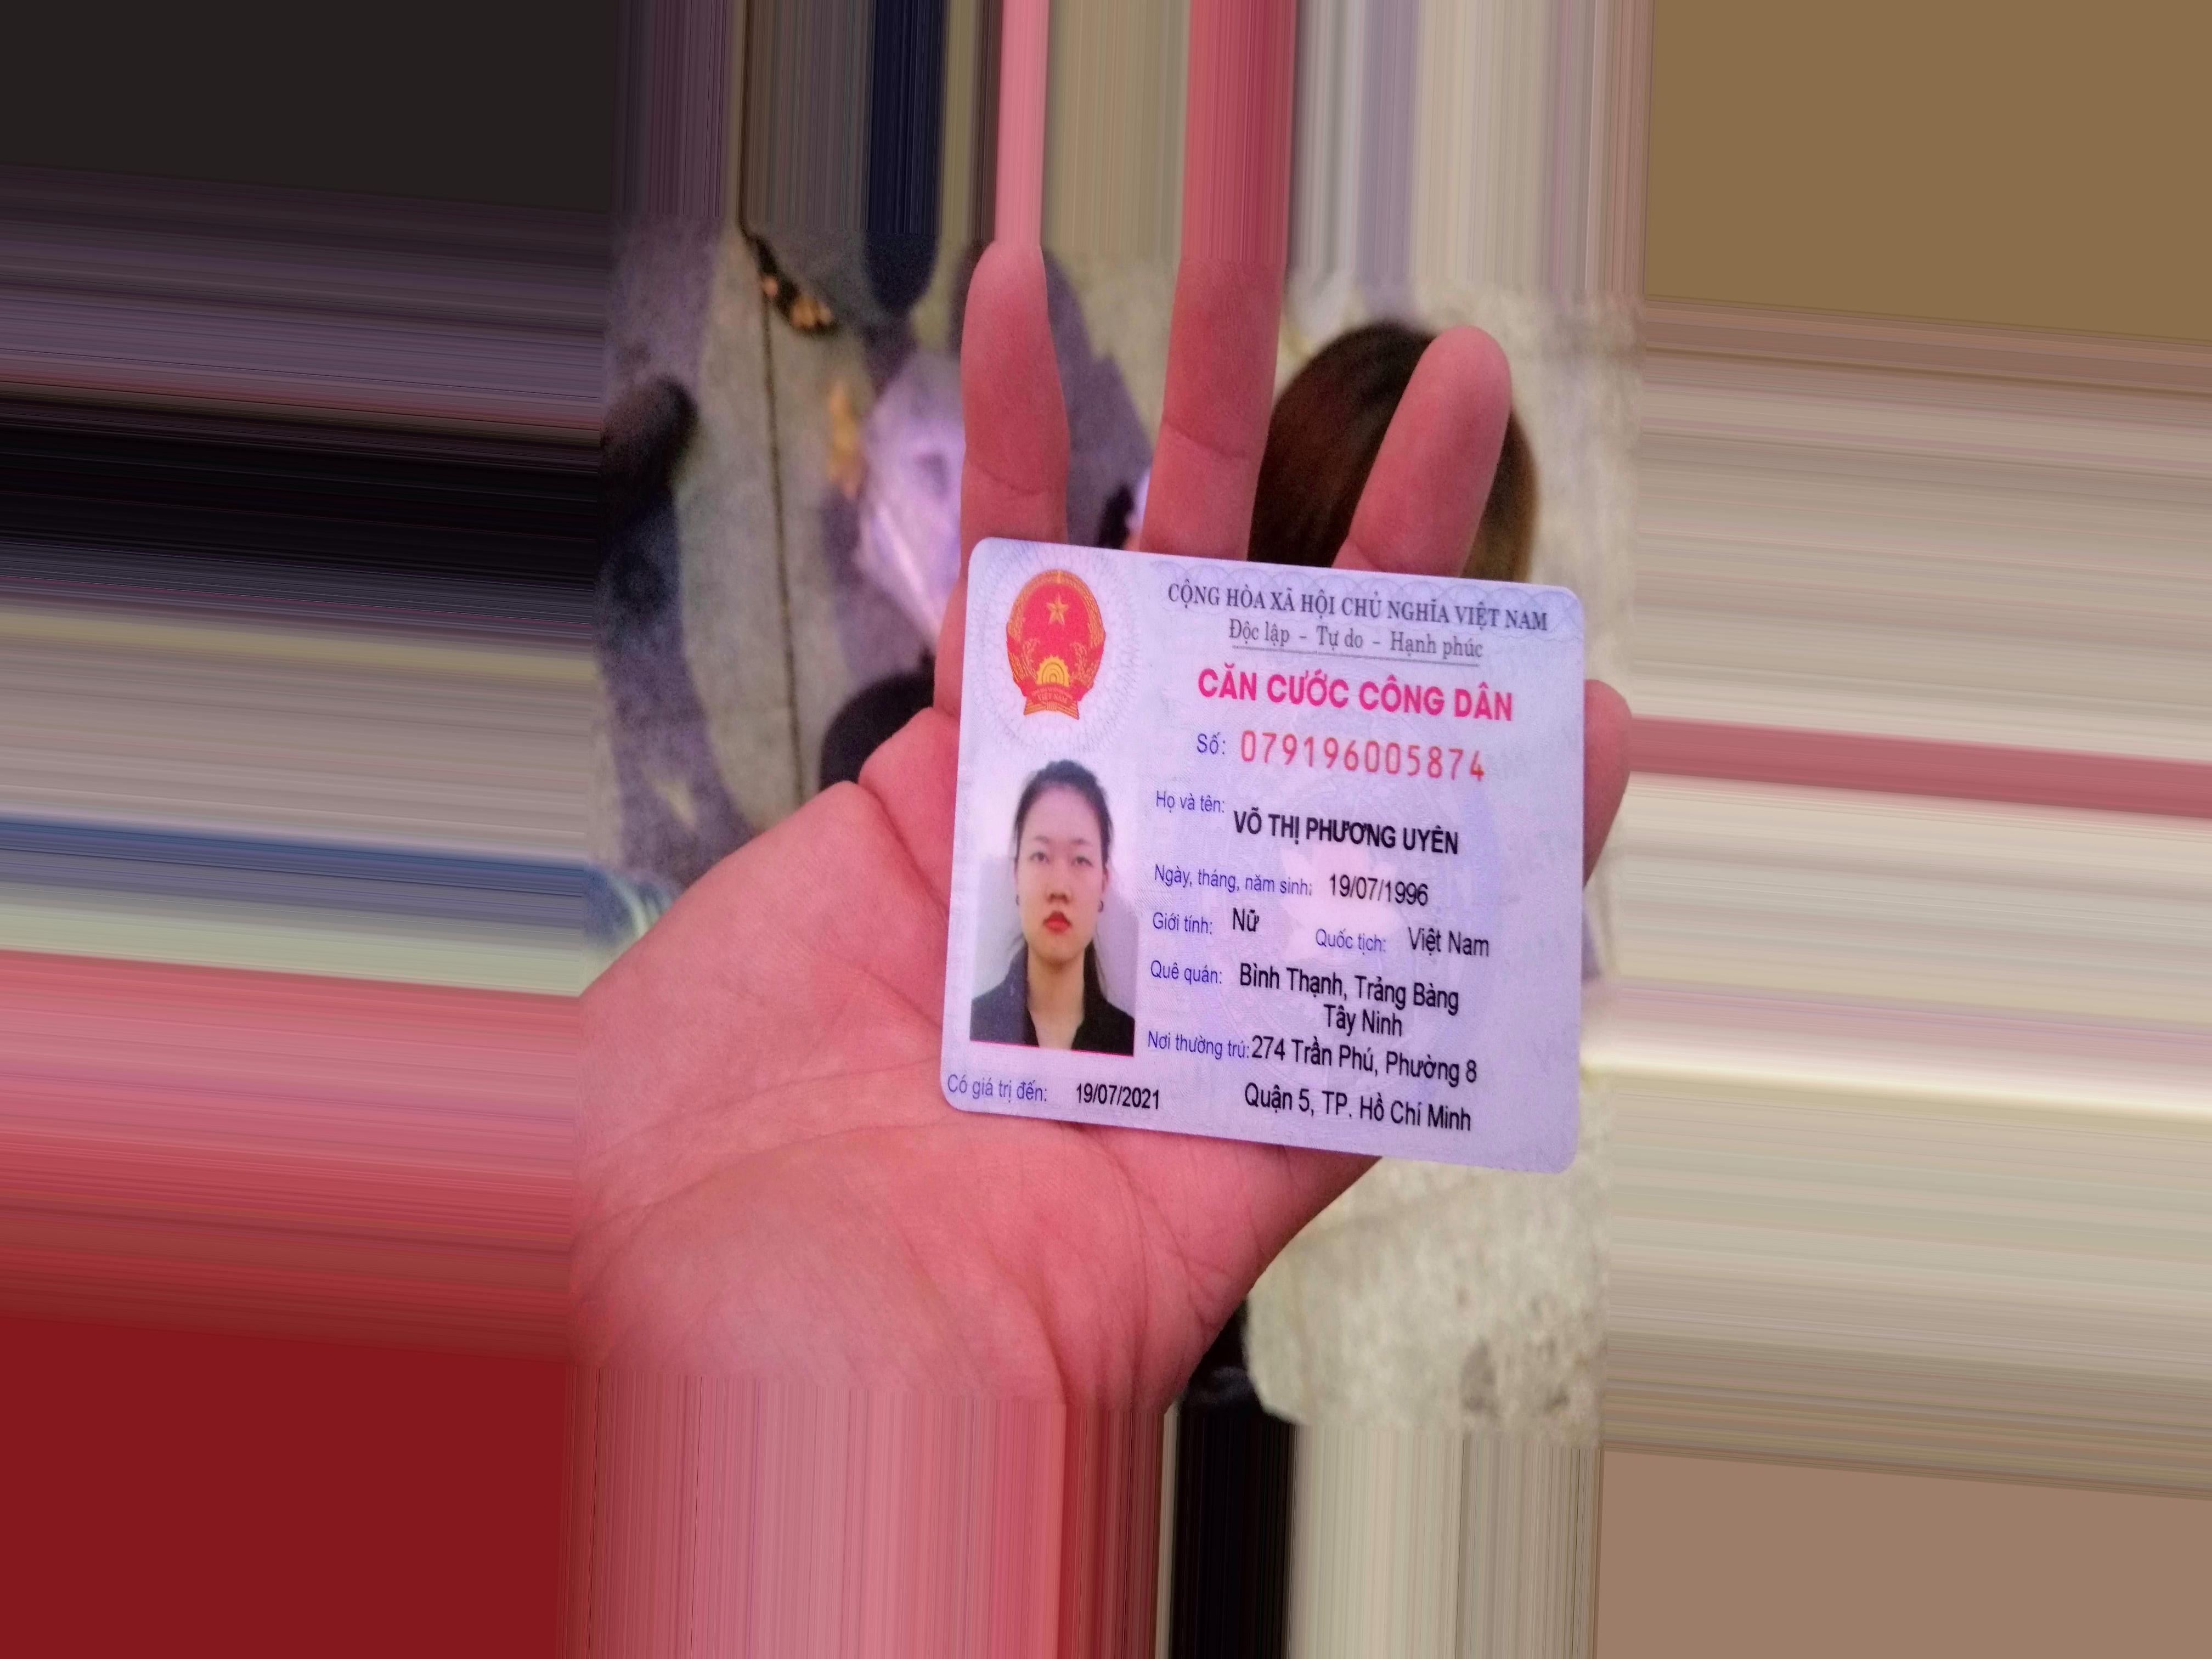 CỘNG HÒA XÃ HỘI CHỦ NGHĨA VIỆT NAM
Độc lập - Tự do - Hạnh phúc
CĂN CƯỚC CÔNG DÂN
Số: 079196005874
Họ và tên: VÕ THỊ PHƯƠNG UYÊN
Ngày, tháng, năm sinh: 19/07/1996
Giới tính: Nữ Quốc tịch: Việt Nam
Quê quán: Bình Thạnh, Trảng Bàng
Tây Ninh
Nơi thường trú: 274 Trần Phú, Phường 8
Quận 5, TP. Hồ Chí Minh
Có giá trị đến: 19/07/2021